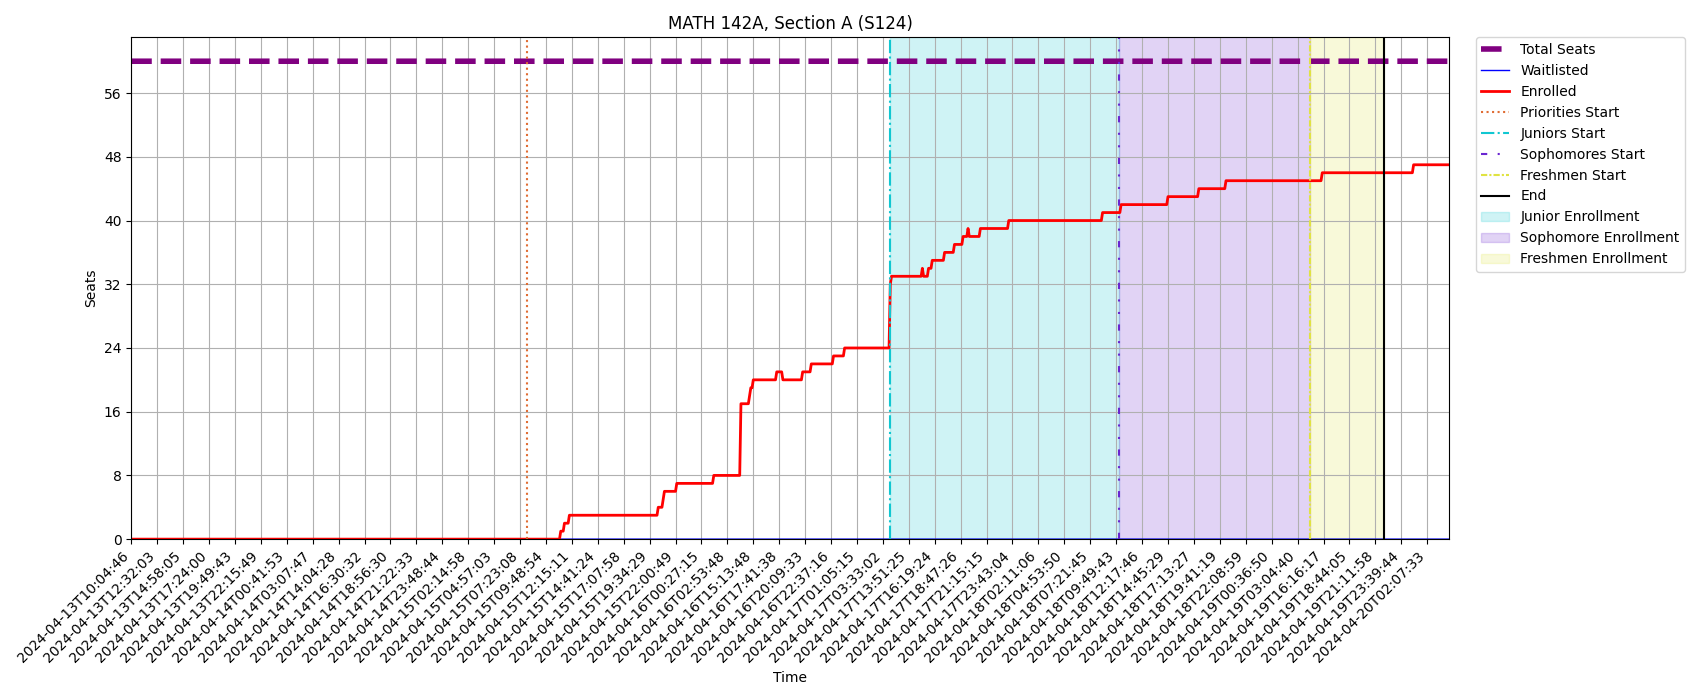 MATH 142A, Section A (S124)
Total Seats
Waitlisted
Enrolled
Priorities Start
Juniors Start
Sophomores Start
Freshmen Start
End
Junior Enrollment
Sophomore Enrollment
Freshmen Enrollment
Seats
56
48
40
32
24
16
8
0
2024-04-13T10:04:46
2024-04-13T12:32:03
2024-04-13T14:58:05
2024-04-13T17:24:00
2024-04-13T19:49:43
2024-04-13T22:15:49
2024-04-14T00:41:53
2024-04-14T03:07:47
2024-04-14T14:04:28
2024-04-14T16:30:32
2024-04-14T18:56:30
2024-04-14T21:22:33
2024-04-14T23:48:44
2024-04-15T02:14:58
2024-04-15T04:57:03
2024-04-15T07:23:08
2024-04-15T09:48:54
2024-04-15T12:15:11
2024-04-15T14:41:24
2024-04-15T17:07:58
2024-04-15T19:34:29
2024-04-15T22:00:49
2024-04-16T00:27:15
2024-04-16T02:53:48
2024-04-16T15:13:48
2024-04-16T17:41:38
2024-04-16T20:09:33
2024-04-16T22:37:16
2024-04-17T01:05:15
2024-04-17T03:33:02
2024-04-17T13:51:25
2024-04-17T16:19:24
2024-04-17T18:47:26
2024-04-17T21:15:15
2024-04-17T23:43:04
2024-04-18T02:11:06
2024-04-18T04:53:50
2024-04-18T07:21:45
2024-04-18T09:49:43
2024-04-18T12:17:46
2024-04-18T14:45:29
2024-04-18T17:13:27
2024-04-18T19:41:19
2024-04-18T22:08:59
2024-04-19T00:36:50
2024-04-19T03:04:40
2024-04-19T16:16:17
2024-04-19T18:44:05
2024-04-19T21:11:58
2024-04-19T23:39:44
2024-04-20T02:07:33
Time